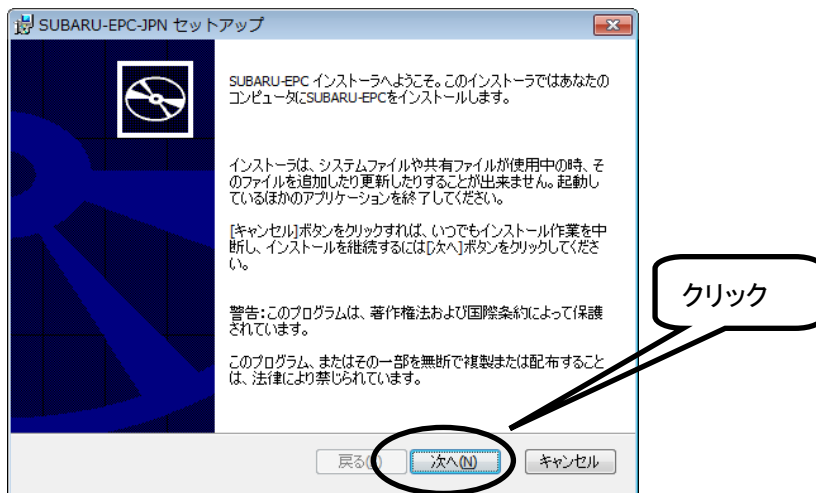 SUBARU-EPC-JPN セットアップ
SUBARU-EPC インストーラへようこそ。このインストーラではあなたの
コンピュータにSUBARU-EPCをインストールします。
インストーラは、システムファイルや共有ファイルが使用中の時、そ
のファイルを追加したり更新したりすることが出来ません。起動し
ているほかのアプリケーションを終了してください。
[キャンセル]ボタンをクリックすれば、いつでもインストール作業を中
断し、インストールを継続するには[次へ]ボタンをクリックしてくださ
い。
警告:このプログラムは、著作権法および国際条約によって保護
されています。
このプログラム、またはその一部を無断で複製または配布すること
は、法律により禁じられています。
クリック
戻る
次へ(N)
キャンセル